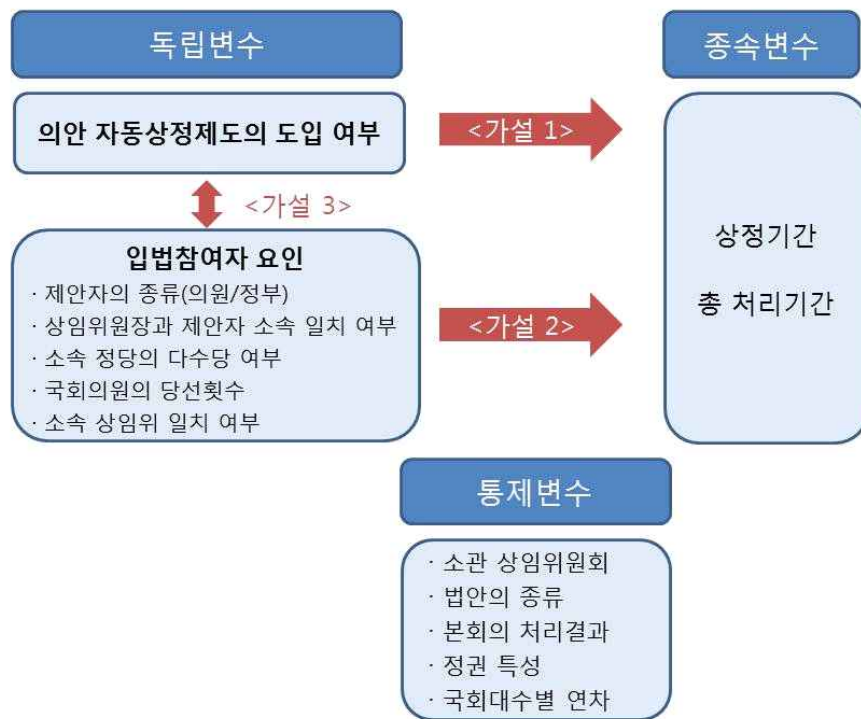 독립변수
종속변수
의안 자동상정제도의 도입 여부
<가설 1>
<가설 3>
입법참여자 요인
· 제안자의 종류(의원/정부)
· 상임위원장과 제안자 소속 일치 여부
· 소속 정당의 다수당 여부
· 국회의원의 당선횟수
· 소속 상임위 일치 여부
<가설 2>
상정기간
총 처리기간
통제변수
· 소관 상임위원회
· 법안의 종류
· 본회의 처리결과
· 정권 특성
· 국회대수별 연차